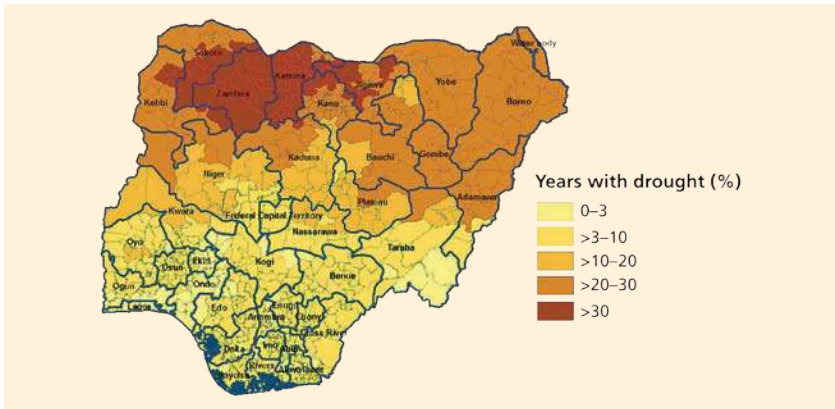 Water body
Sokoto
Katsina
Yobe
Zamfara
Jigawa
Kebbi
Kano
Borno
Kaduna
Bauchi
Gombe
Niger
Adamawa
Plateau
Kwara
Federal Capital Territory
Nassarawa
Oyo
Taraba
Kogi
Ekiti
Osun
Benue
Ogun
Ondo
Edo
Enugu
Lagos
Anambra
Ebonyi
Cross River
Delta
Imo
Abia
Rivers
Bayelsa
Years with drought (%)
0–3
>3–10
>10–20
>20–30
>30